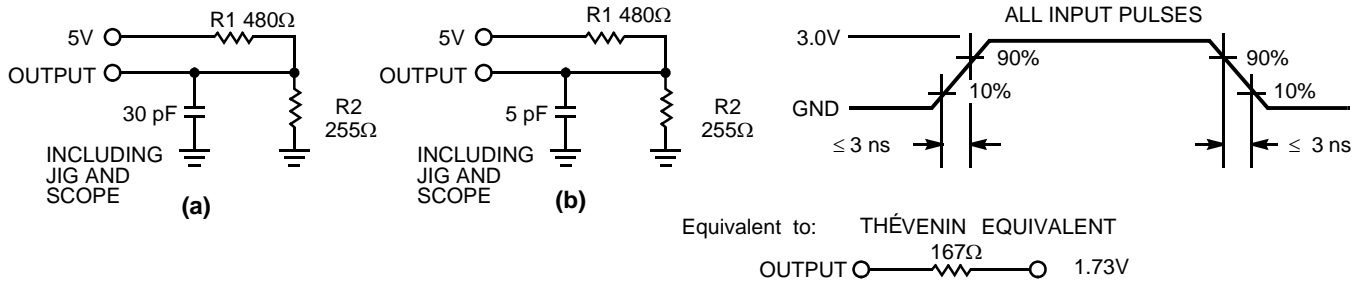 R1 480Ω
5V
OUTPUT
30 pF
R2
255Ω
INCLUDING
JIG AND
SCOPE
(a)
R1 480Ω
5V
OUTPUT
5 pF
R2
255Ω
INCLUDING
JIG AND
SCOPE
(b)
ALL INPUT PULSES
3.0V
90%
90%
10%
10%
GND
≤ 3 ns
≤ 3 ns
Equivalent to: THÉVENIN EQUIVALENT
167Ω
OUTPUT 1.73V